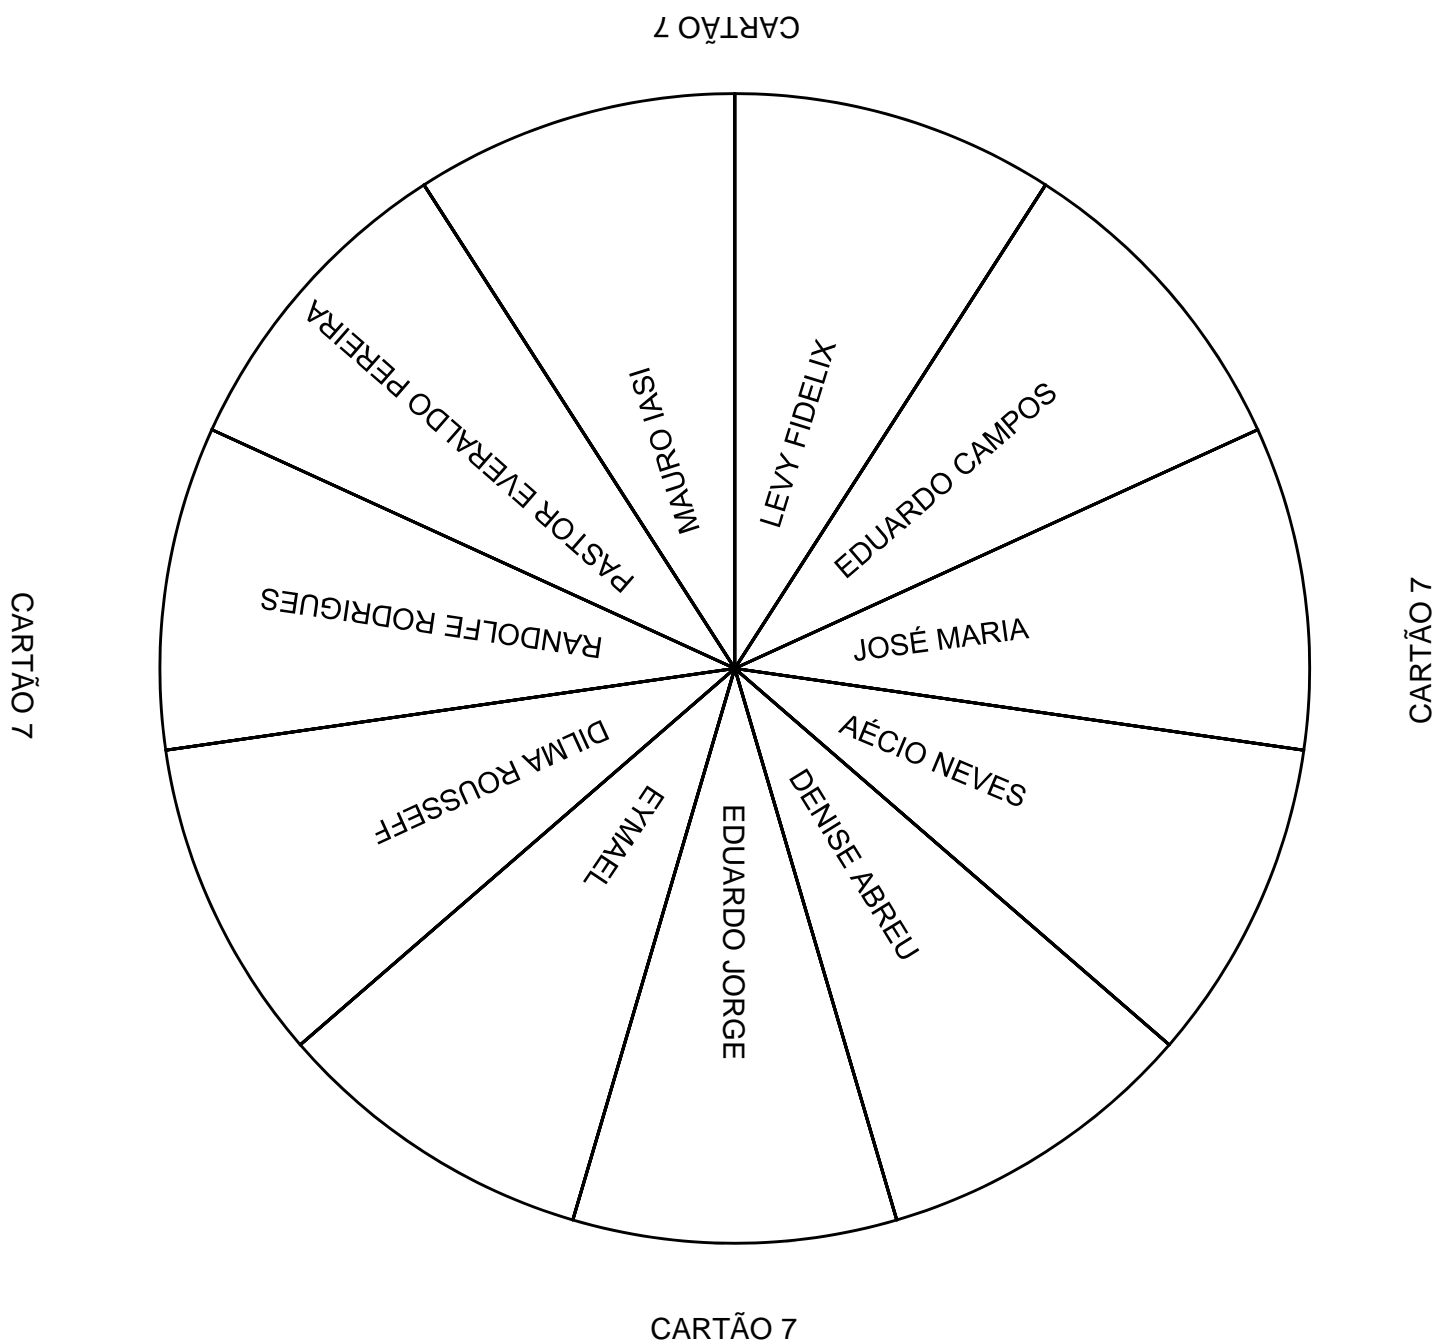 CARTÃO 7
LEVY FIDELIX
EDUARDO CAMPOS
JOSÉ MARIA
AÉCIO NEVES
DENISE ABREU
EDUARDO JORGE
EYMAEL
DILMA ROUSSEFF
RANDOLFE RODRIGUES
PASTOR EVERALDO PEREIRA
MAURO IASI
CARTÃO 7
CARTÃO 7
CARTÃO 7